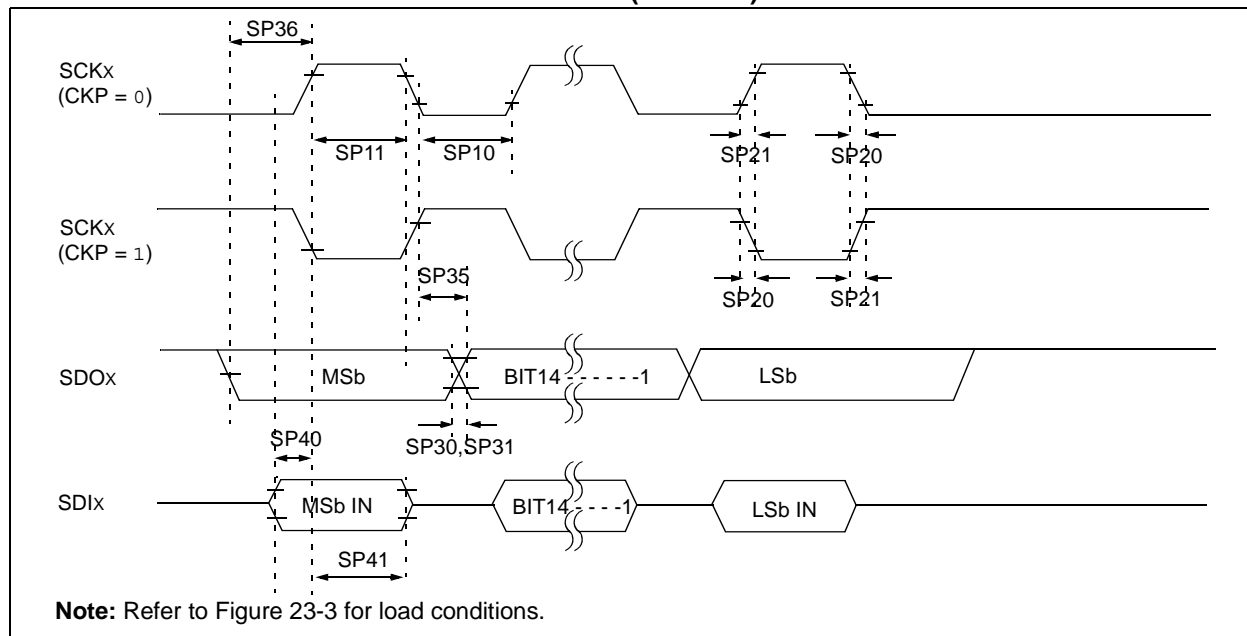 SP36
SCKX
(CKP = 0)
SP11
SP10
SP21
SP20
SCKX
(CKP = 1)
SP35
SP20
SP21
SDOX
MSb
BIT14 - - - - - -1
LSb
SP40
SP30,SP31
SDIX
MSb IN
BIT14 - - - -1
LSb IN
SP41
Note: Refer to Figure 23-3 for load conditions.